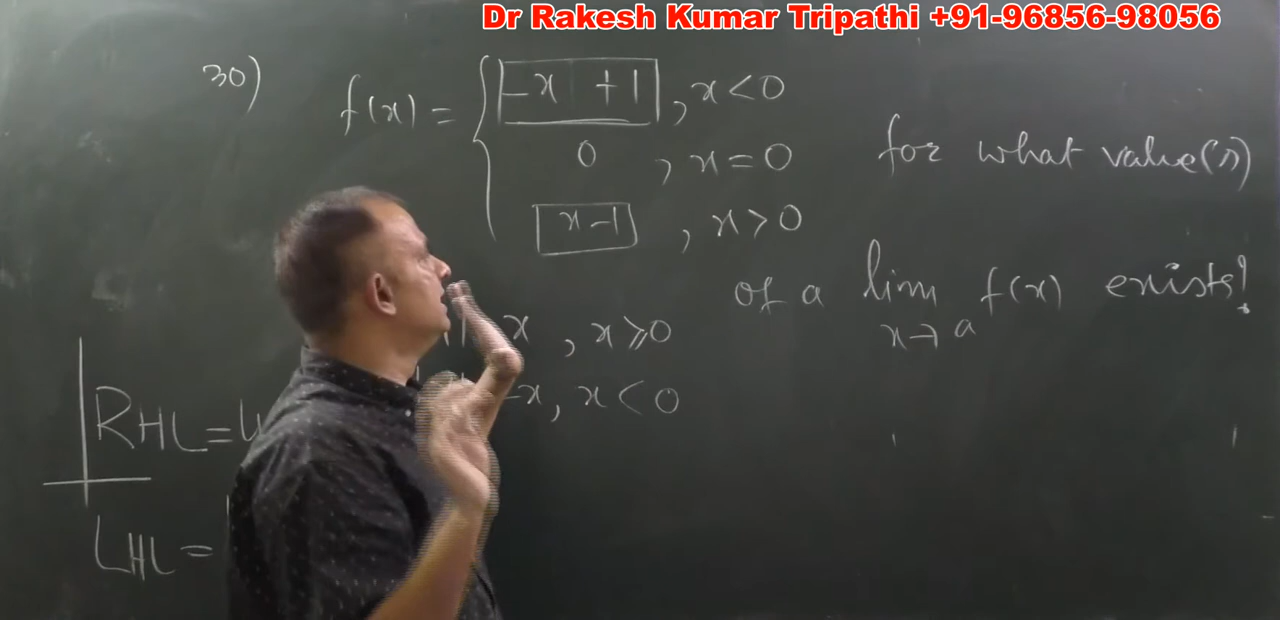 Dr Rakesh Kumar Tripathi +91-96856-98056
30)
f(x) = { -x +1 , x<0
0 , x=0
x-1 , x>0
for what value(s)
of a lim f(x) exists!
x→a
x , x⩾0
-x, x<0
RHL=
LHL =